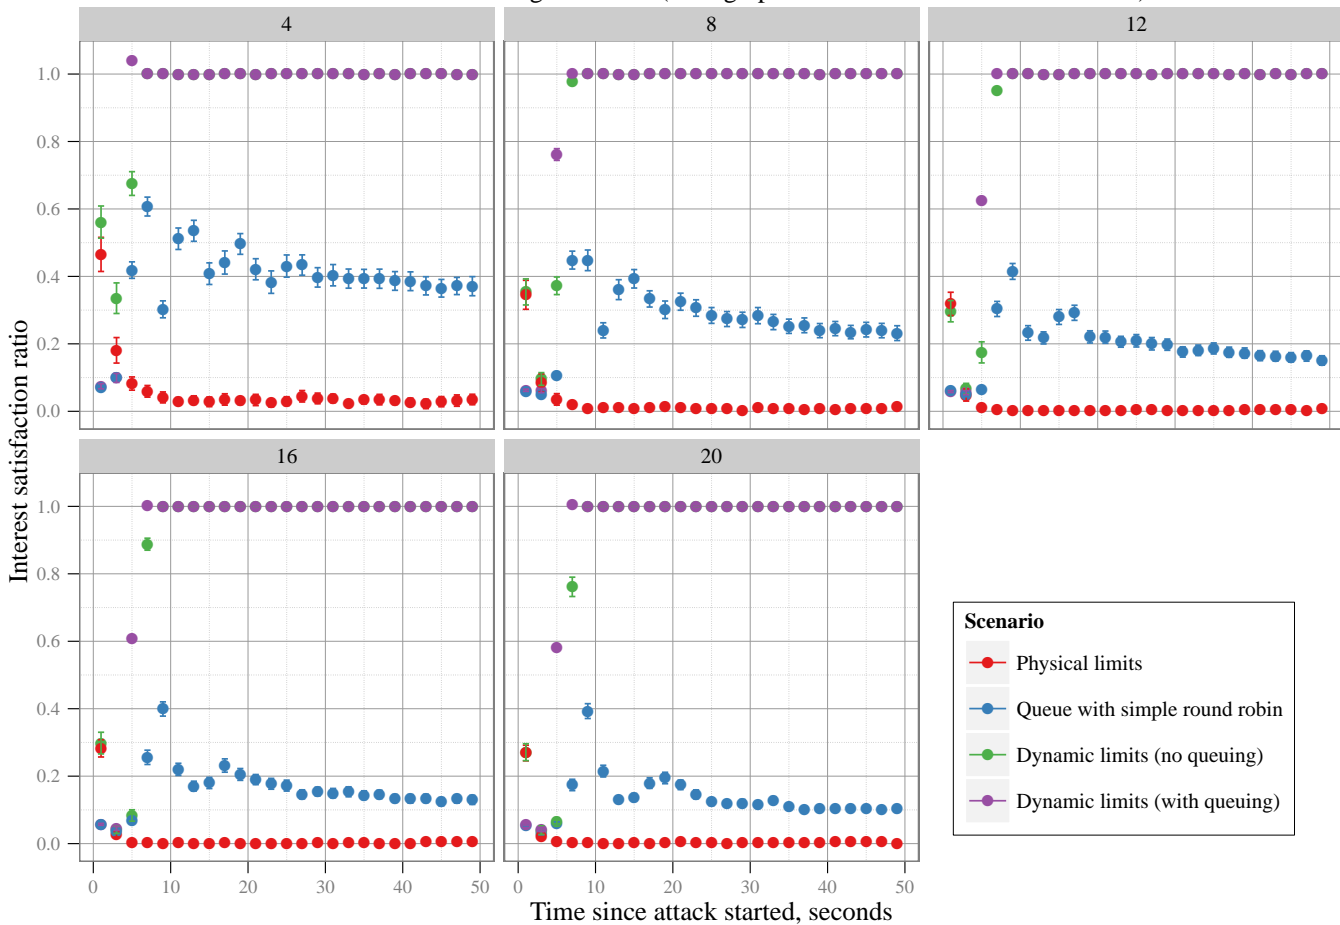 4
8
12
1.0
0.8
0.6
0.4
0.2
0.0
16
20
1.0
0.8
0.6
0.4
0.2
0.0
0 10 20 30 40 50
0 10 20 30 40 50
Interest satisfaction ratio
Time since attack started, seconds
Scenario
Physical limits
Queue with simple round robin
Dynamic limits (no queuing)
Dynamic limits (with queuing)